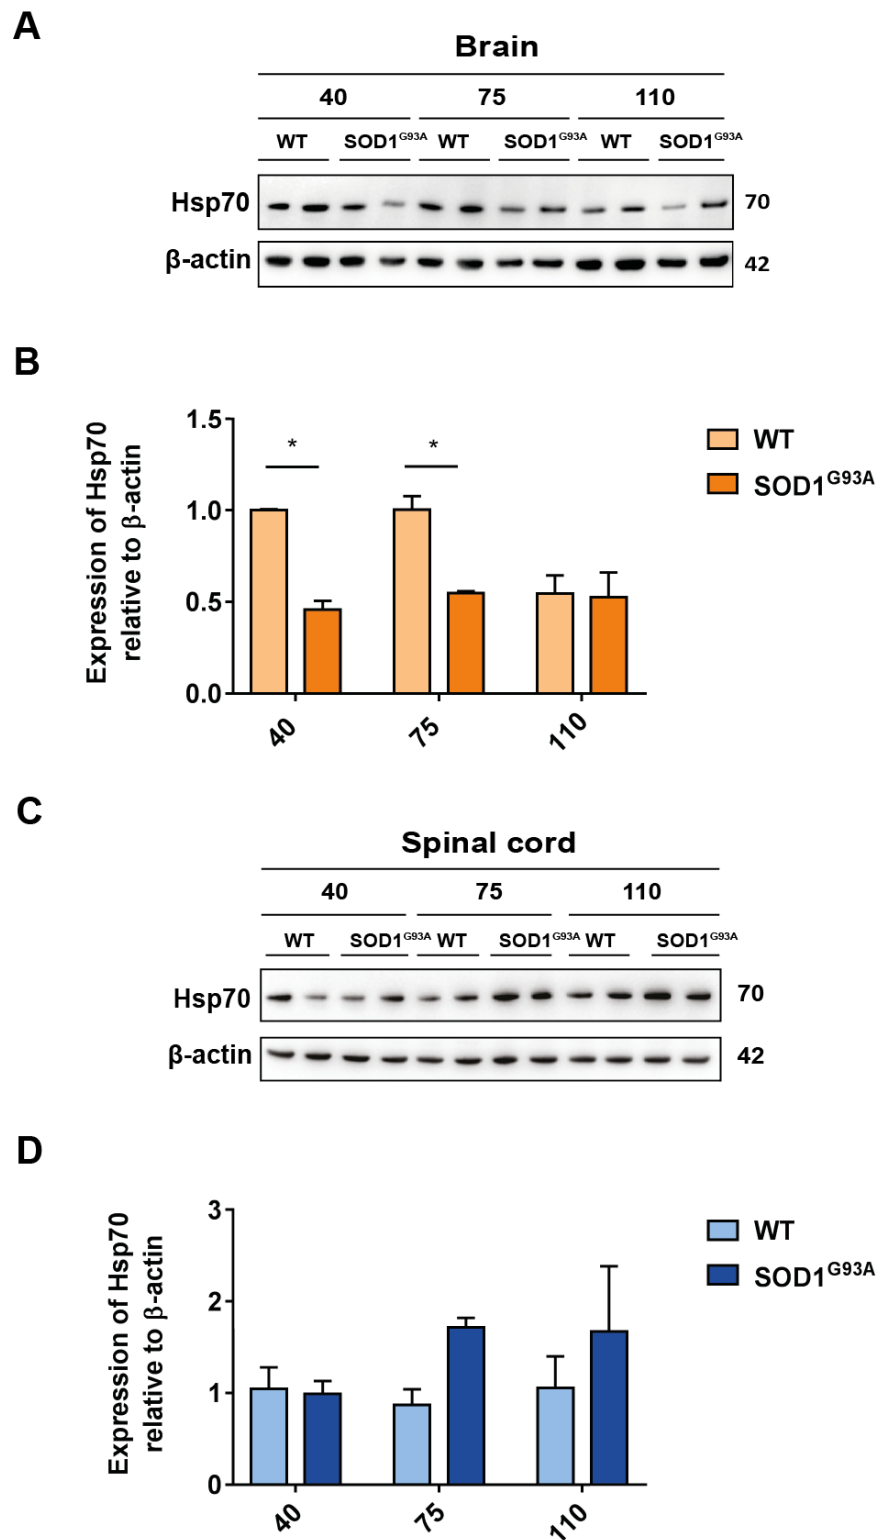 A
Brain
40 75 110
WT SOD1G93A WT SOD1G93A WT SOD1G93A
Hsp70 70
β-actin 42
B
Expression of Hsp70
relative to β-actin
1.5
1.0
0.5
0.0
* *
40 75 110
WT
SOD1G93A
C
Spinal cord
40 75 110
WT SOD1G93A WT SOD1G93A WT SOD1G93A
Hsp70 70
β-actin 42
D
Expression of Hsp70
relative to β-actin
3
2
1
0
40 75 110
WT
SOD1G93A